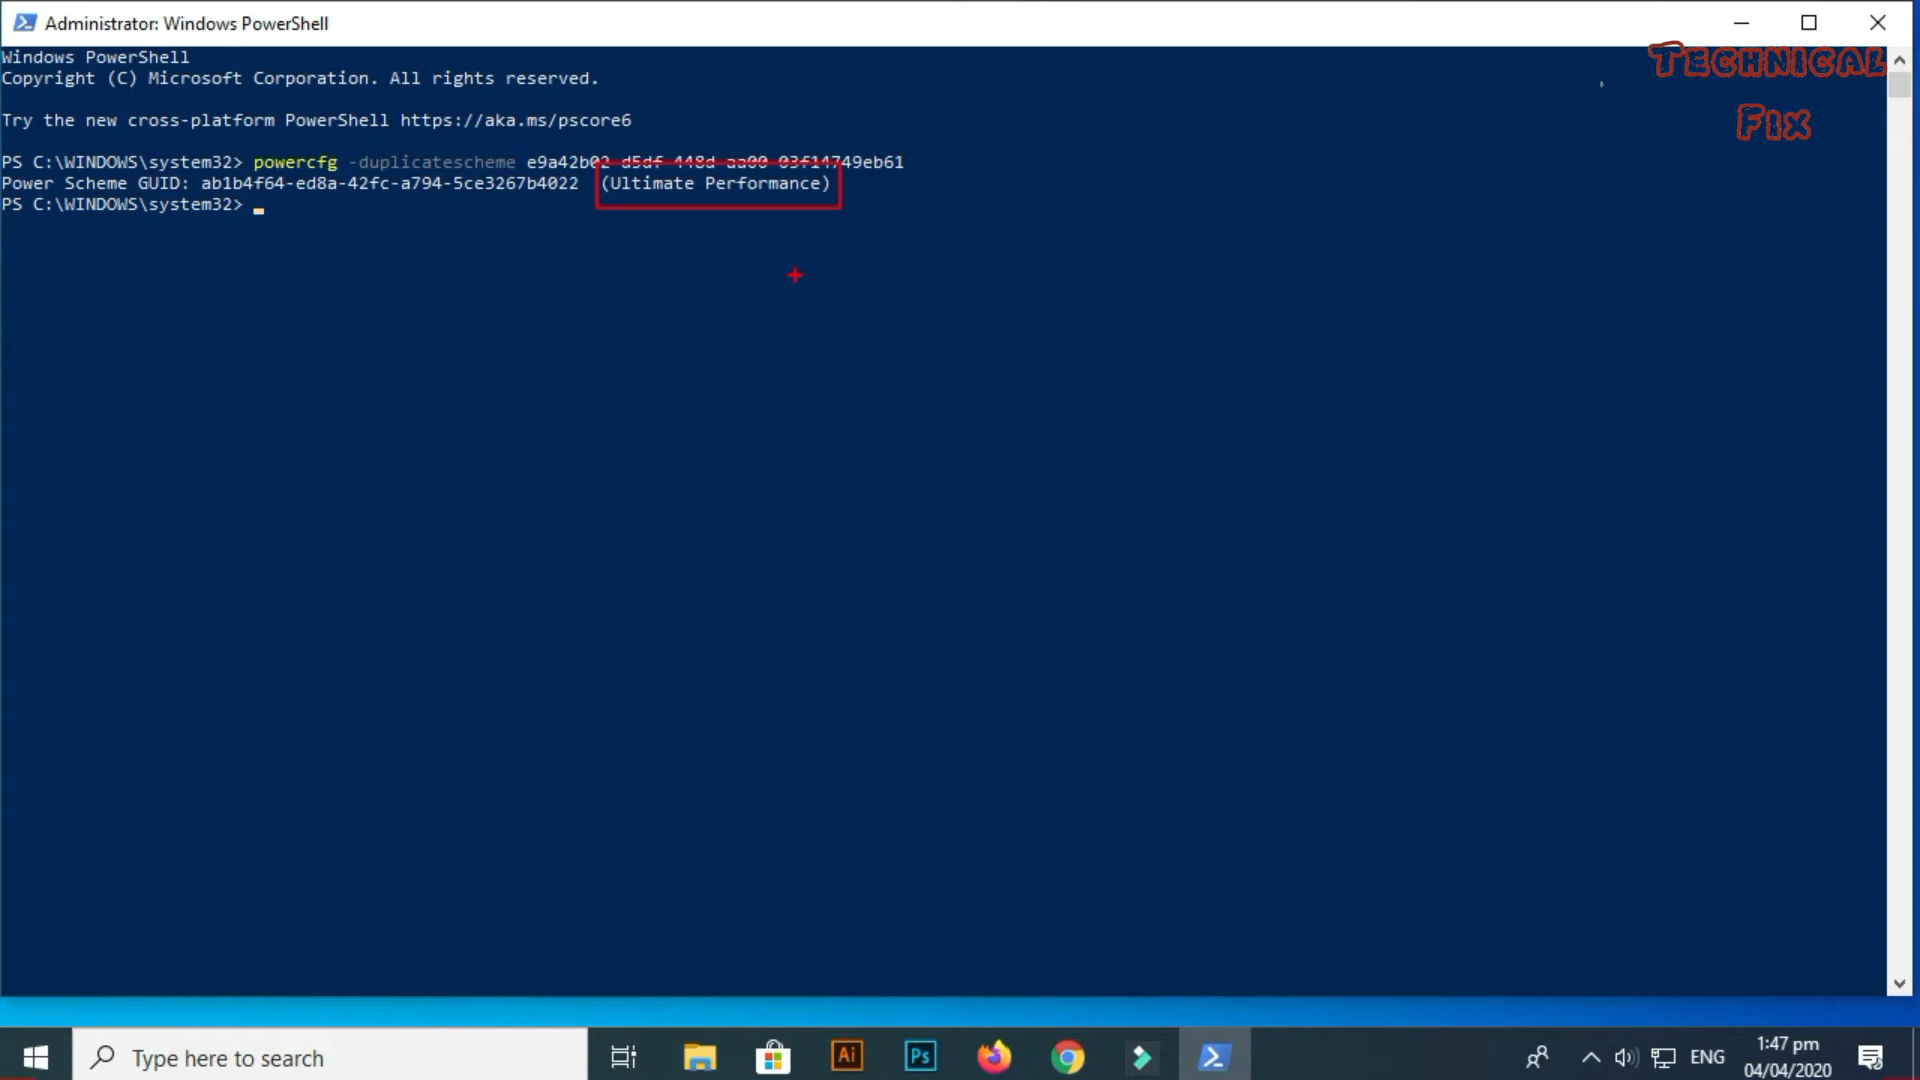 Administrator: Windows PowerShell
Windows PowerShell
Copyright (C) Microsoft Corporation. All rights reserved.
Try the new cross-platform PowerShell https://aka.ms/pscore6
PS C:\WINDOWS\system32> powercfg -duplicatescheme e9a42b02-d5df-448d-aa00-03f14749eb61
Power Scheme GUID: ab1b4f64-ed8a-42fc-a794-5ce3267b4022 (Ultimate Performance)
PS C:\WINDOWS\system32>
TECHNICAL
FIX
Type here to search
Ai
Ps
ENG
1:47 pm
04/04/2020